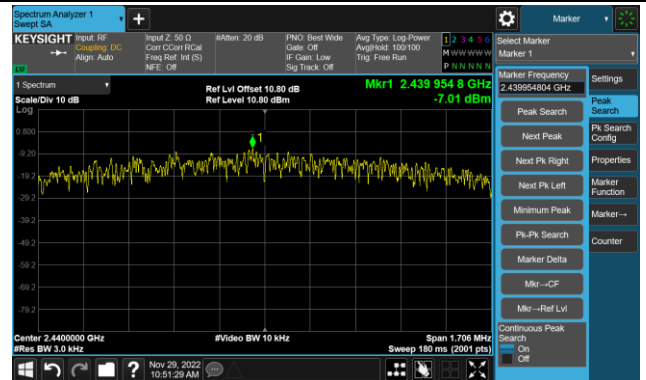 Spectrum Analyzer 1
Swept SA
+
Marker
KEYSIGHT
Input: RF
Coupling: DC
Align: Auto
Input Z: 50 Ω
Corr CCorr RCal
Freq Ref: Int (S)
NFE: Off
#Atten: 20 dB
PNO: Best Wide
Gate: Off
IF Gain: Low
Sig Track: Off
Avg Type: Log-Power
Avg|Hold: 100/100
Trig: Free Run
1 2 3 4 5 6
M W W W W W
P N N N N N
Select Marker
Marker 1
1 Spectrum
Scale/Div 10 dB
Log
Ref Lvl Offset 10.80 dB
Ref Level 10.80 dBm
Mkr1 2.439 954 8 GHz
-7.01 dBm
0.800
-9.20
-19.2
-29.2
-39.2
-49.2
-59.2
-69.2
-79.2
1
Center 2.4400000 GHz
#Res BW 3.0 kHz
#Video BW 10 kHz
Span 1.706 MHz
Sweep 180 ms (2001 pts)
Marker Frequency
2.439954804 GHz
Peak Search
Next Peak
Next Pk Right
Next Pk Left
Minimum Peak
Pk-Pk Search
Marker Delta
Mkr→CF
Mkr→Ref Lvl
Continuous Peak
Search
On
Off
Settings
Peak
Search
Pk Search
Config
Properties
Marker
Function
Marker→
Counter
?
Nov 29, 2022
10:51:29 AM